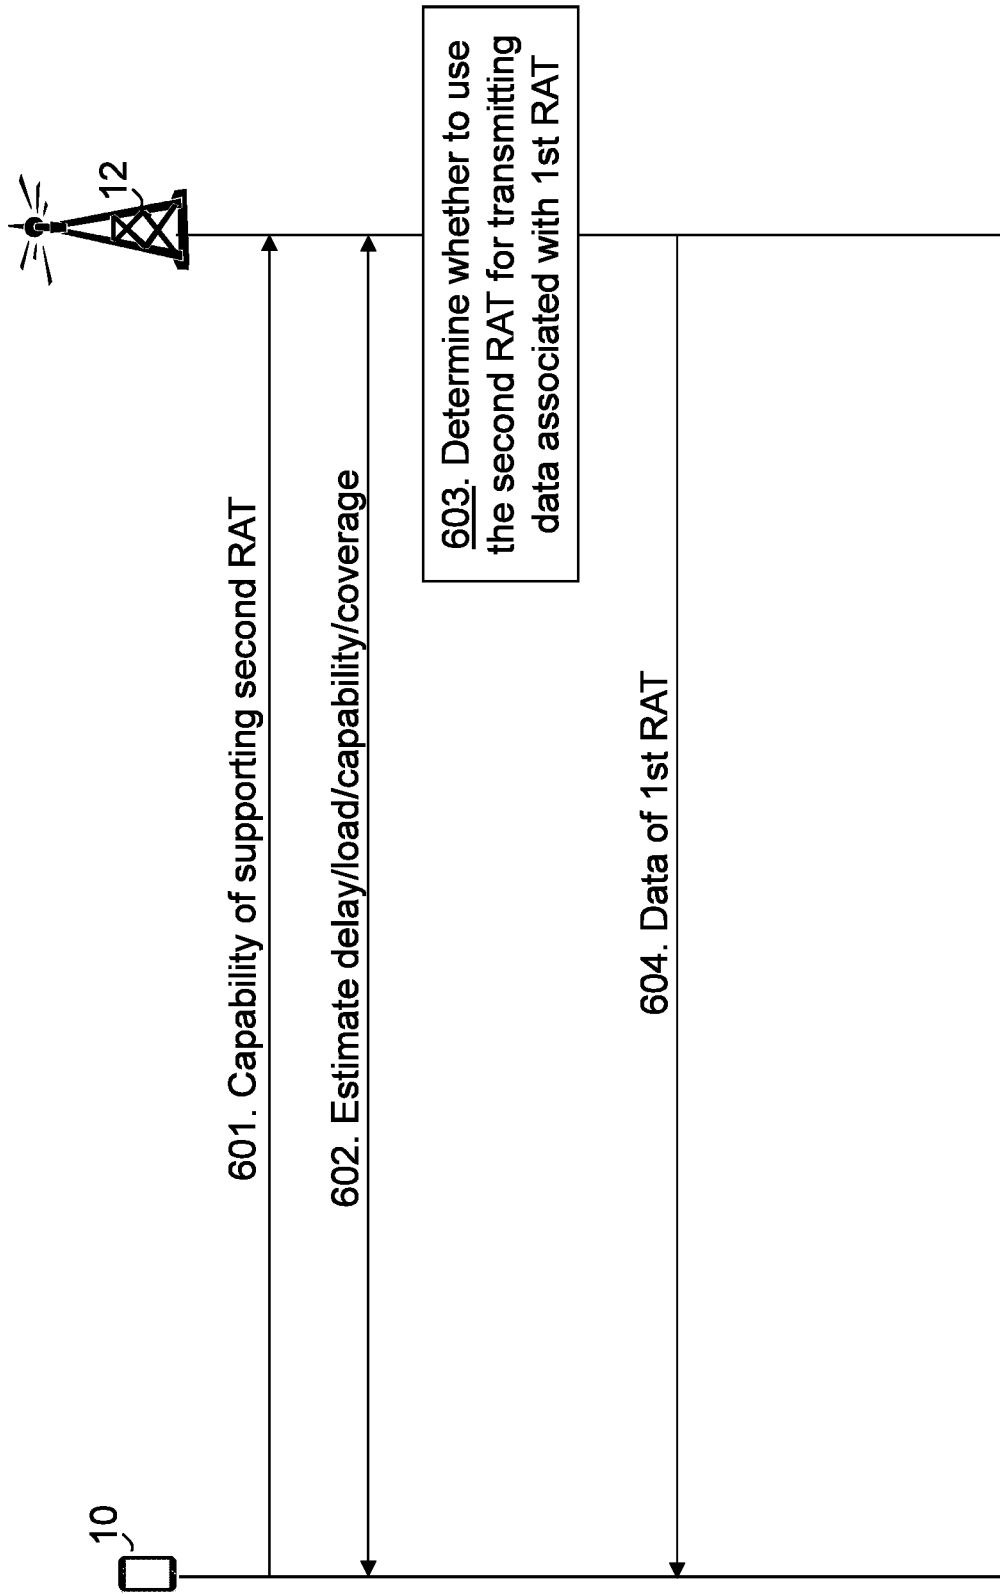 10
12
601. Capability of supporting second RAT
602. Estimate delay/load/capability/coverage
603. Determine whether to use
the second RAT for transmitting
data associated with 1st RAT
604. Data of 1st RAT